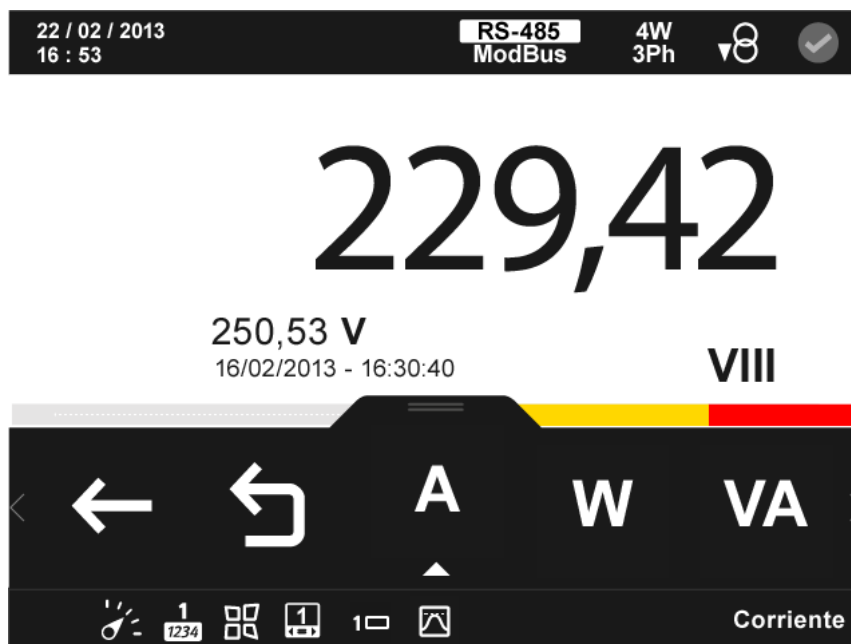 22 / 02 / 2013
16 : 53
RS-485
ModBus
4W
3Ph
229,42
250,53 V
16/02/2013 - 16:30:40
VIII
A
W
VA
1
1234
1
1
Corriente